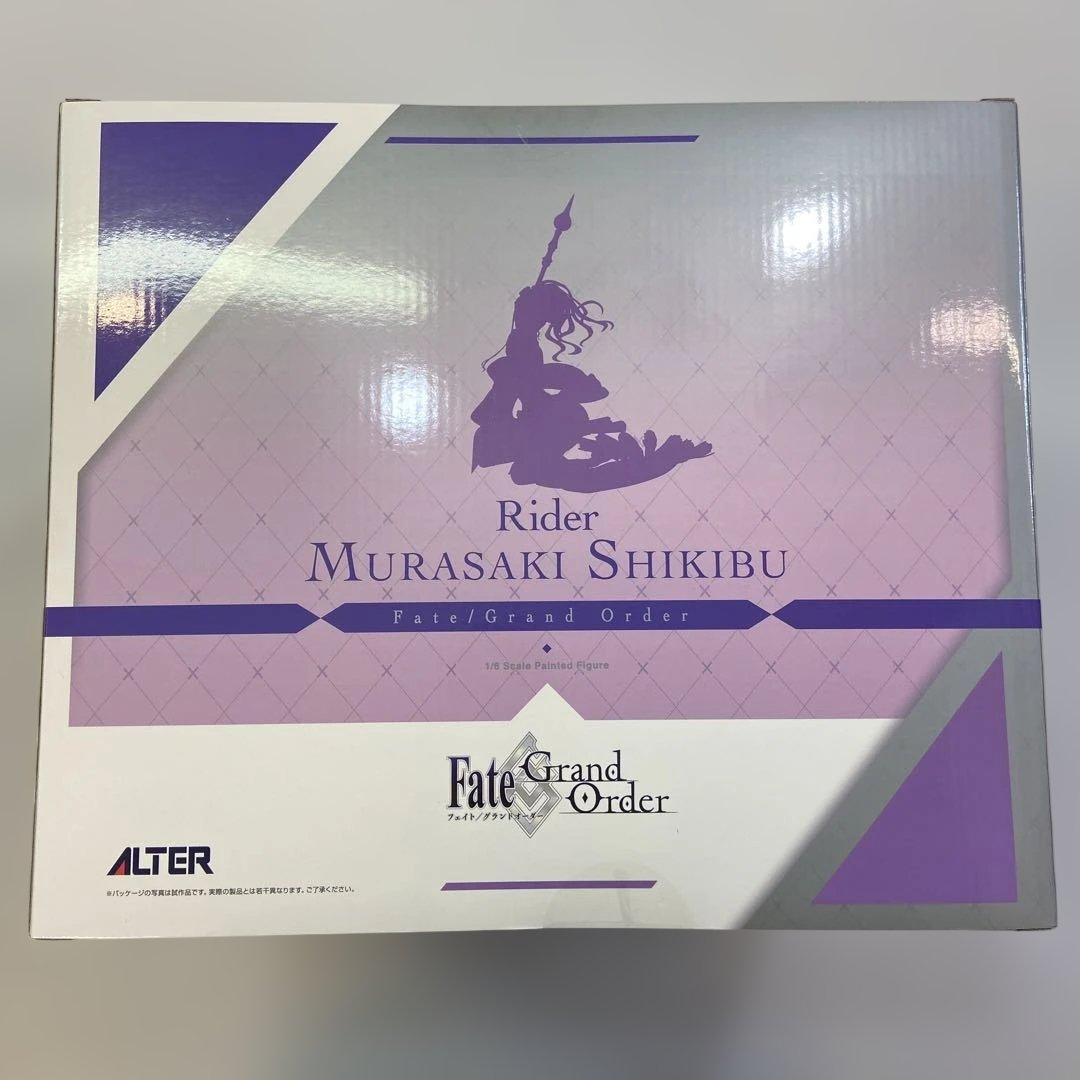 Rider
MURASAKI SHIKIBU
Fate/Grand Order
1/6 Scale Painted Figure
Fate Grand Order
フェイト/グランドオーダー
ALTER
※パッケージの写真は試作品です。実際の製品とは若干異なります。ご了承ください。